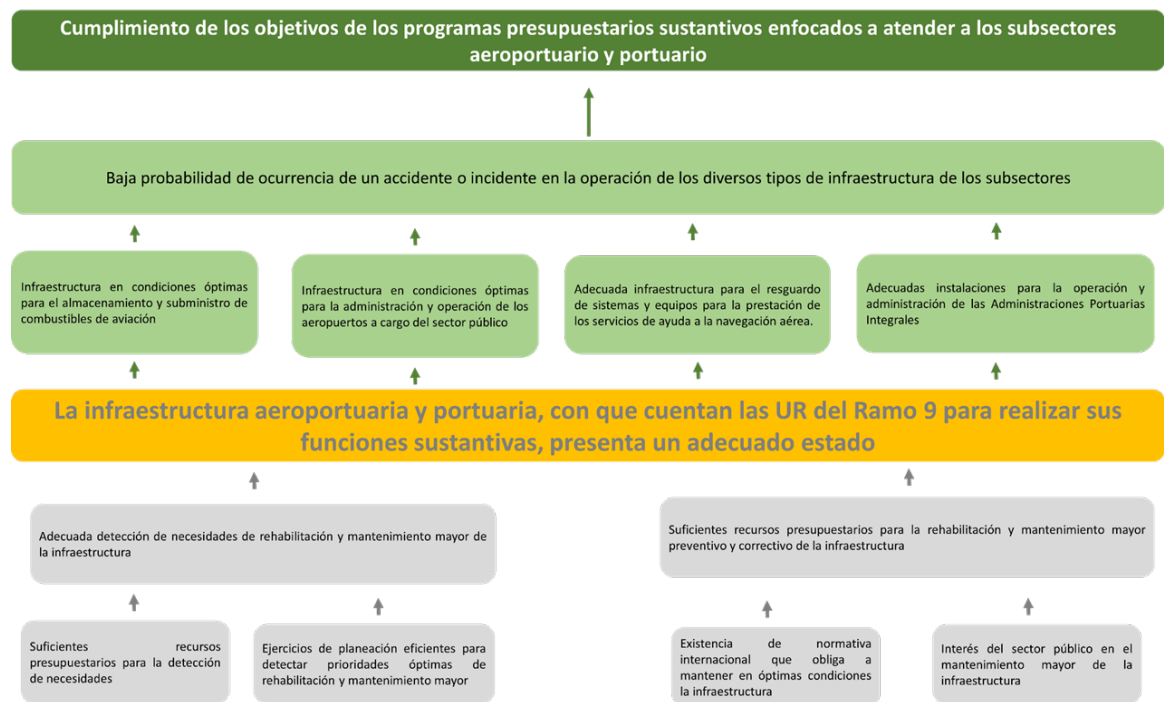 Cumplimiento de los objetivos de los programas presupuestarios sustantivos enfocados a atender a los subsectores
aeroportuario y portuario
Baja probabilidad de ocurrencia de un accidente o incidente en la operación de los diversos tipos de infraestructura de los subsectores
Infraestructura en condiciones óptimas
para el almacenamiento y subministro de
combustibles de aviación
Infraestructura en condiciones óptimas
para la administración y operación de los
aeropuertos a cargo del sector público
Adecuada infraestructura para el resguardo
de sistemas y equipos para la prestación de
los servicios de ayuda a la navegación aérea.
Adecuadas instalaciones para la operación y
administración de las Administraciones Portuarias
Integrales
La infraestructura aeroportuaria y portuaria, con que cuentan las UR del Ramo 9 para realizar sus
funciones sustantivas, presenta un adecuado estado
Adecuada detección de necesidades de rehabilitación y mantenimiento mayor de
la infraestructura
Suficientes recursos presupuestarios para la rehabilitación y mantenimiento mayor
preventivo y correctivo de la infraestructura
Suficientes recursos
presupuestarios para la detección
de necesidades
Ejercicios de planeación eficientes para
detectar prioridades óptimas de
rehabilitación y mantenimiento mayor
Existencia de normativa
internacional que obliga a
mantener en óptimas condiciones
la infraestructura
Interés del sector público en el
mantenimiento mayor de la
infraestructura